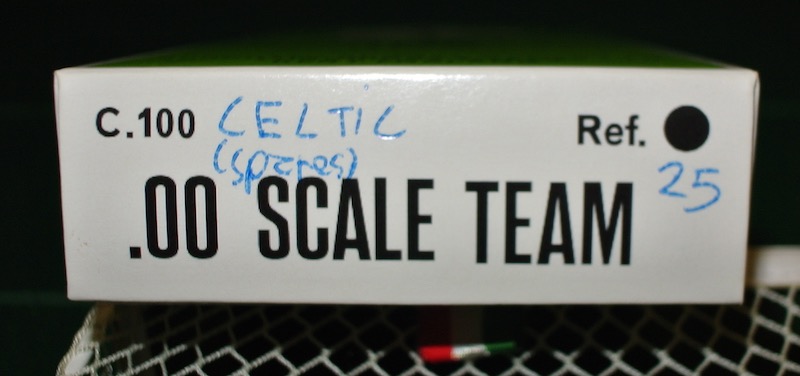 C.100 CELTIC Ref.
(spares) 25
.00 SCALE TEAM